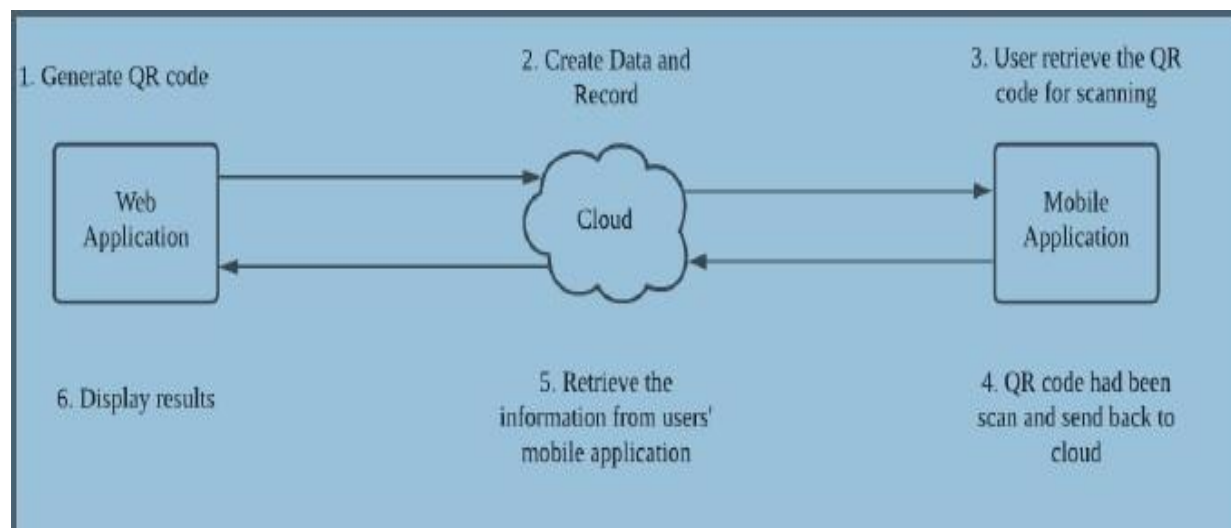 1. Generate QR code
2. Create Data and
Record
3. User retrieve the QR
code for scanning
Web
Application
Cloud
Mobile
Application
6. Display results
5. Retrieve the
information from users'
mobile application
4. QR code had been
scan and send back to
cloud